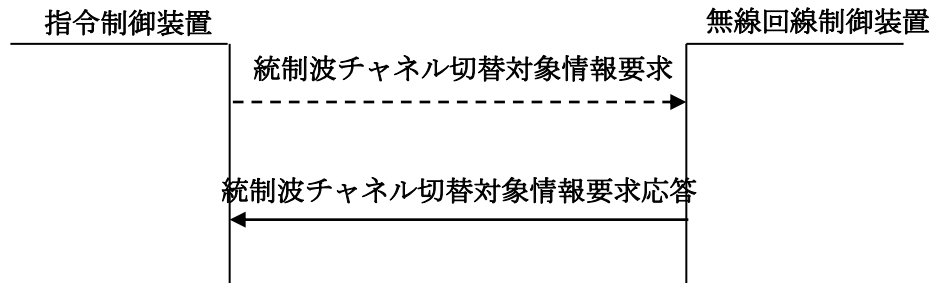 指令制御装置
無線回線制御装置
統制波チャネル切替対象情報要求
統制波チャネル切替対象情報要求応答